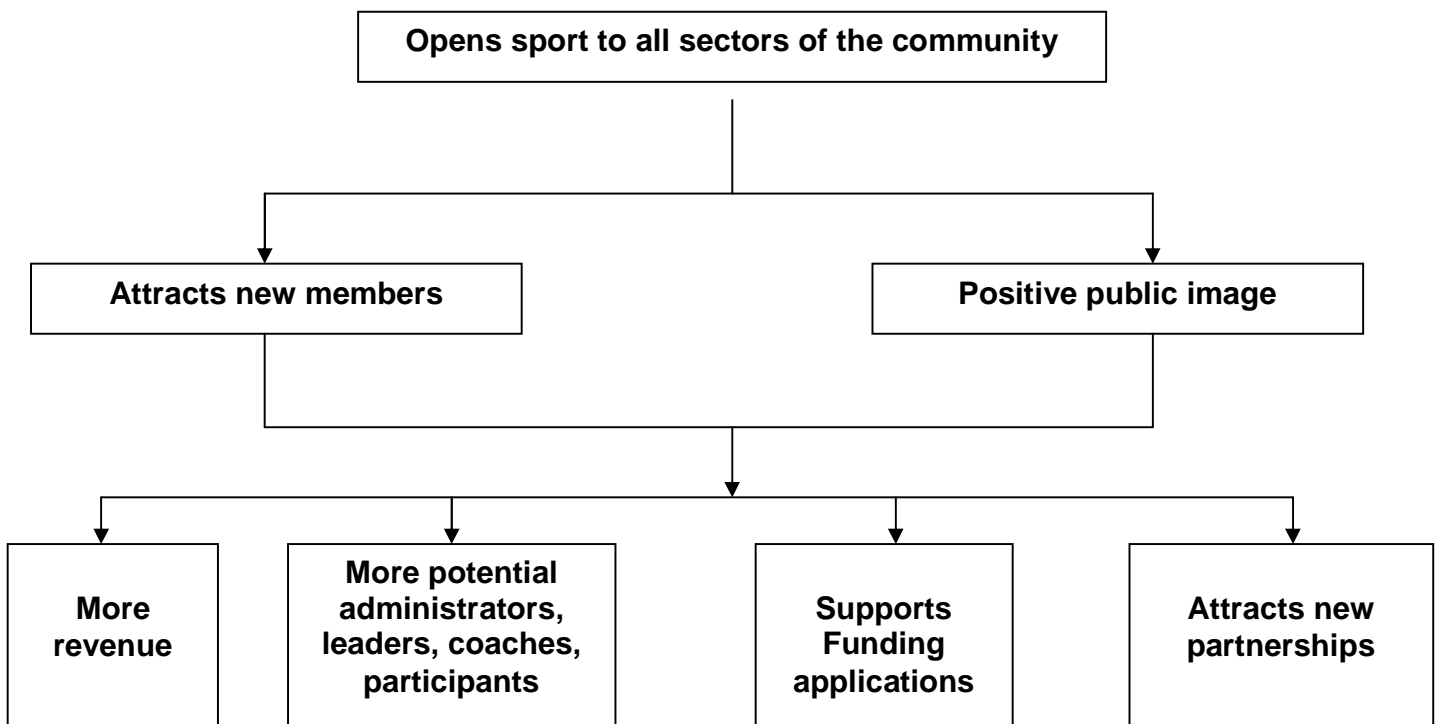 Opens sport to all sectors of the community
Attracts new members
Positive public image
More
revenue
More potential
administrators,
leaders, coaches,
participants
Supports
Funding
applications
Attracts new
partnerships